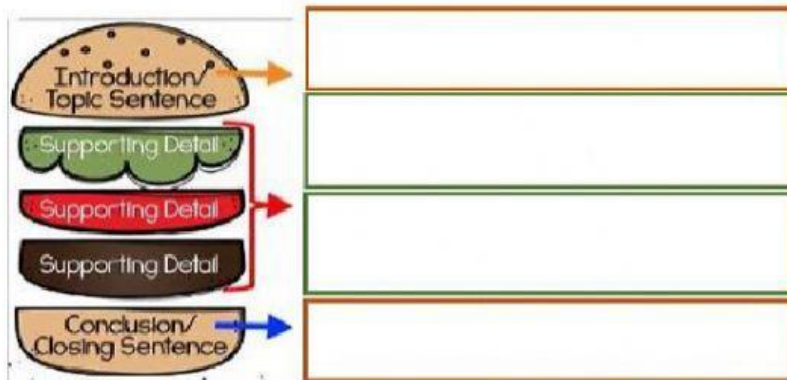 Introduction/
Topic Sentence
Supporting Detail
Supporting Detail
Supporting Detail
Conclusion/
Closing Sentence